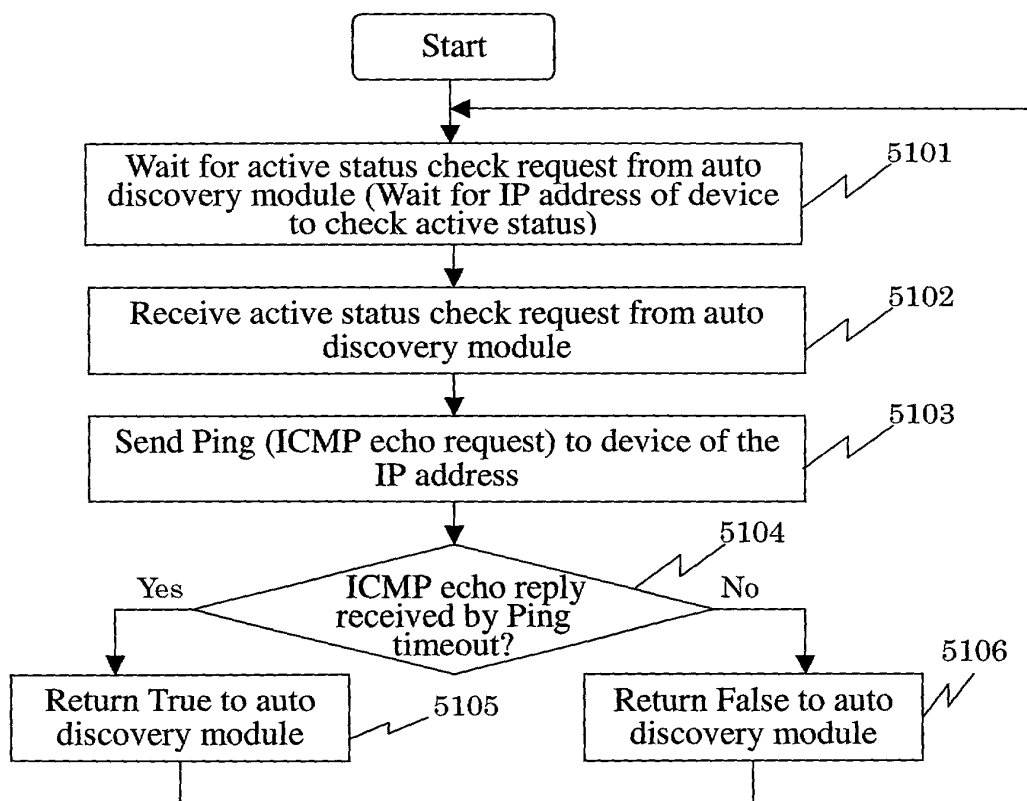 Start
Wait for active status check request from auto
discovery module (Wait for IP address of device
to check active status)
5101
Receive active status check request from auto
discovery module
5102
Send Ping (ICMP echo request) to device of the
IP address
5103
ICMP echo reply
received by Ping
timeout?
5104
Yes
No
Return True to auto
discovery module
5105
Return False to auto
discovery module
5106